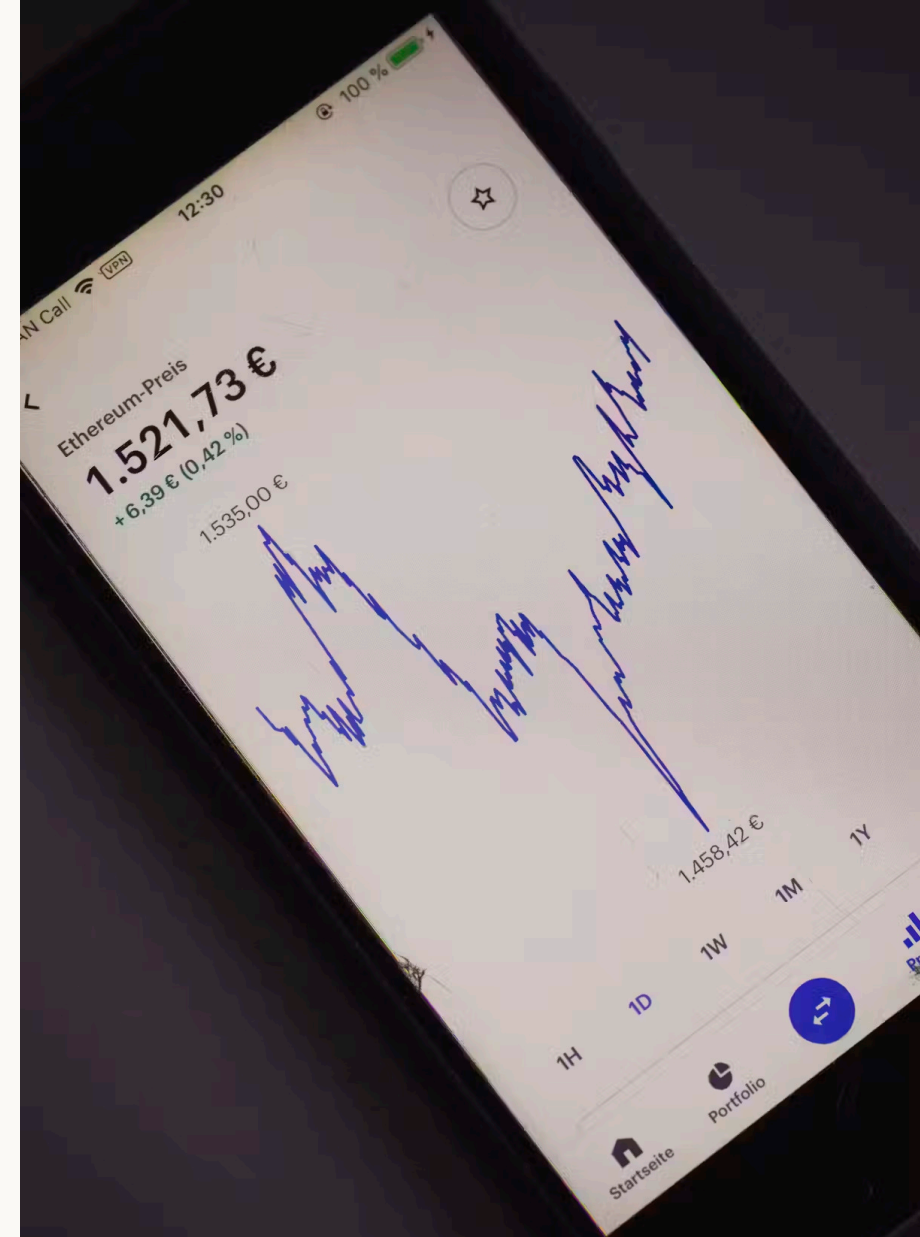 AN Call VPN 12:30 100 %
Ethereum-Preis
1.521,73 €
+6,39 € (0,42 %)
1.535,00 €
1.458,42 €
1H 1D 1W 1M 1Y
Startseite Portfolio